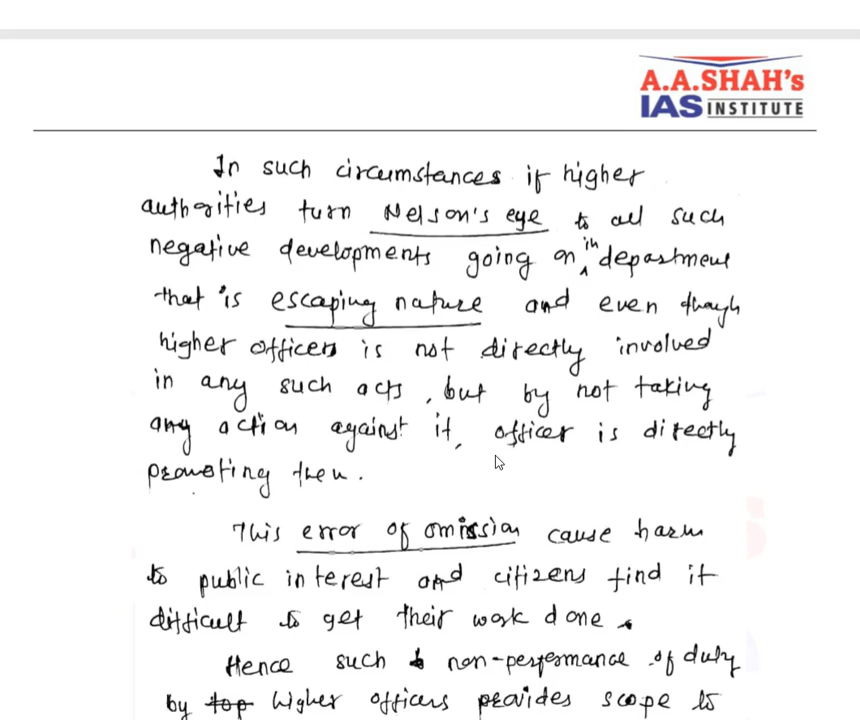 A.A.SHAH's
IAS INSTITUTE
In such circumstances if higher
authorities turn Nelson's eye to all such
negative developments going on in department
that is escaping nature and even though
higher officers is not directly involved
in any such acts, but by not taking
any action against it, officer is directly
promoting them.
This error of omission cause harm
to public interest and citizens find it
difficult to get their work done.
Hence such non-performance of duty
by top higher officers provides scope to